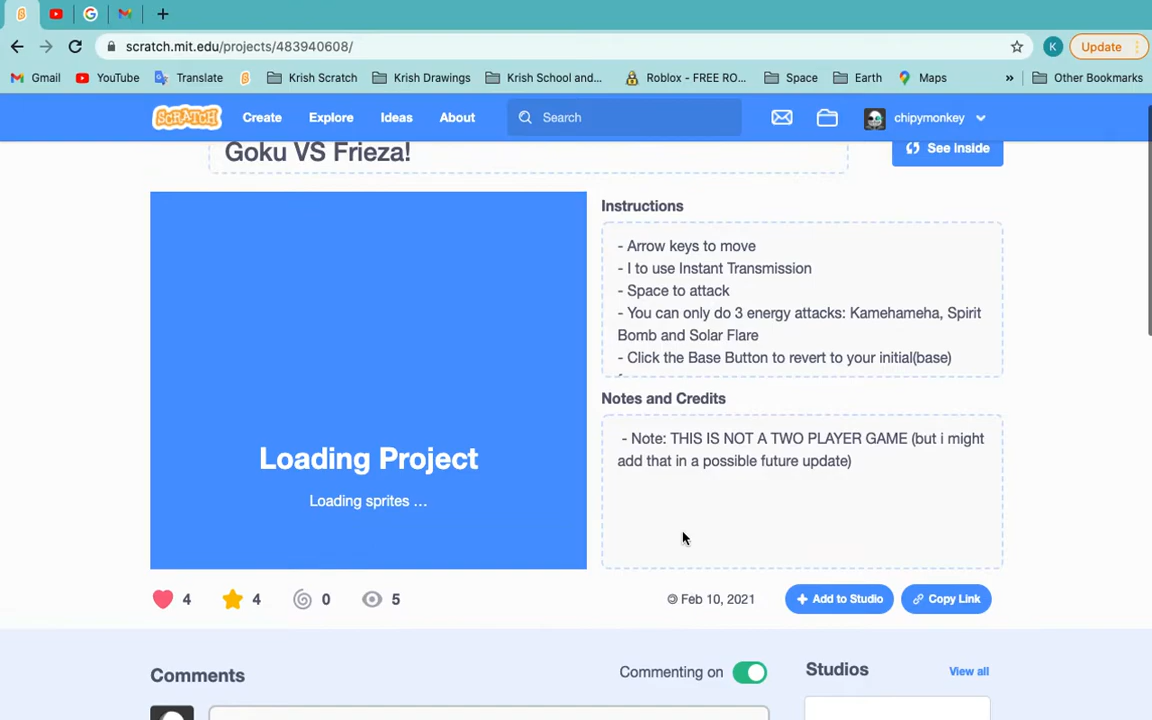 scratch.mit.edu/projects/483940608/
K
Update
Gmail
YouTube
Translate
Krish Scratch
Krish Drawings
Krish School and...
Roblox - FREE RO...
Space
Earth
Maps
»
Other Bookmarks
SCRATCH
Create
Explore
Ideas
About
Search
chipymonkey
Goku VS Frieza!
See inside
Loading Project
Loading sprites ...
Instructions
- Arrow keys to move
- I to use Instant Transmission
- Space to attack
- You can only do 3 energy attacks: Kamehameha, Spirit
Bomb and Solar Flare
- Click the Base Button to revert to your initial(base)
Notes and Credits
- Note: THIS IS NOT A TWO PLAYER GAME (but i might
add that in a possible future update)
4
4
0
5
© Feb 10, 2021
Add to Studio
Copy Link
Comments
Commenting on
Studios
View all